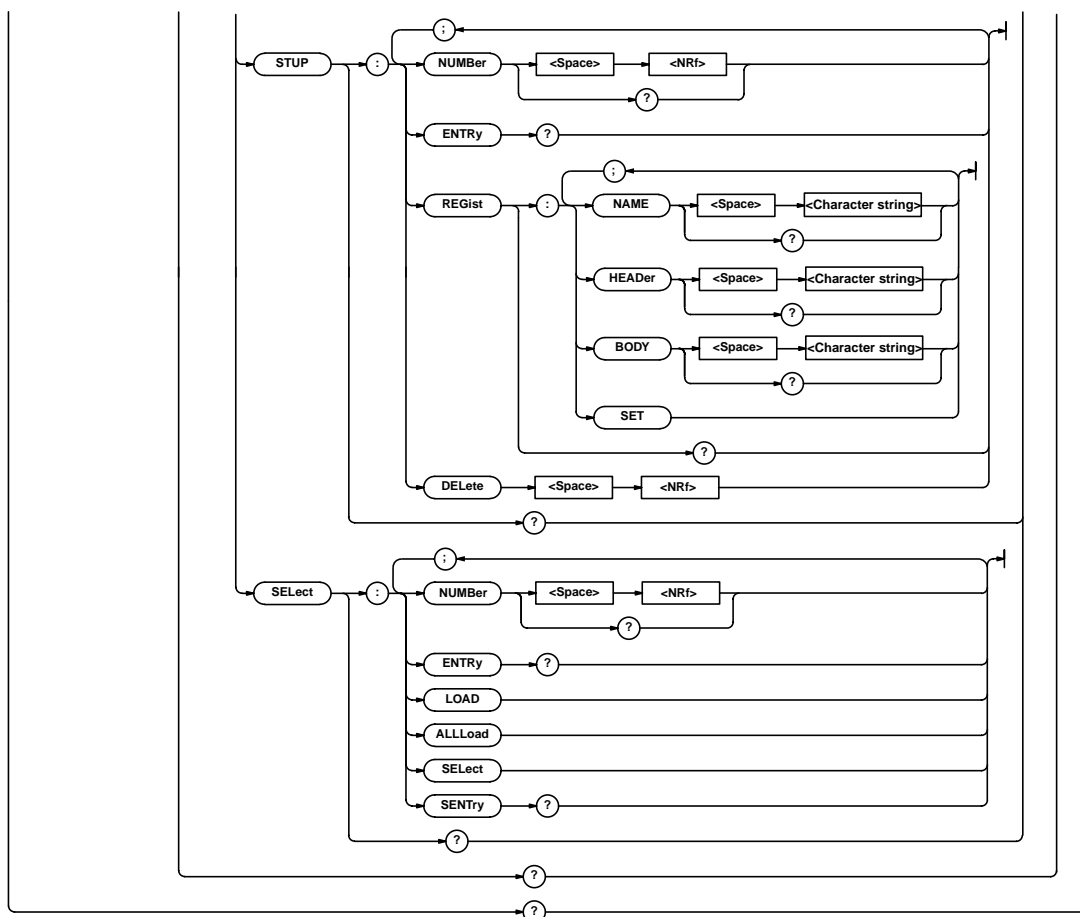 ;
STUP : NUMBer <Space> <NRf>
?
ENTRy ?
;
REGist : NAME <Space> <Character string>
?
HEADer <Space> <Character string>
?
BODY <Space> <Character string>
?
SET
?
DELete <Space> <NRf>
?
;
SELect : NUMBer <Space> <NRf>
?
ENTRy ?
LOAD
ALLLoad
SELect
SENTry ?
?
?
?